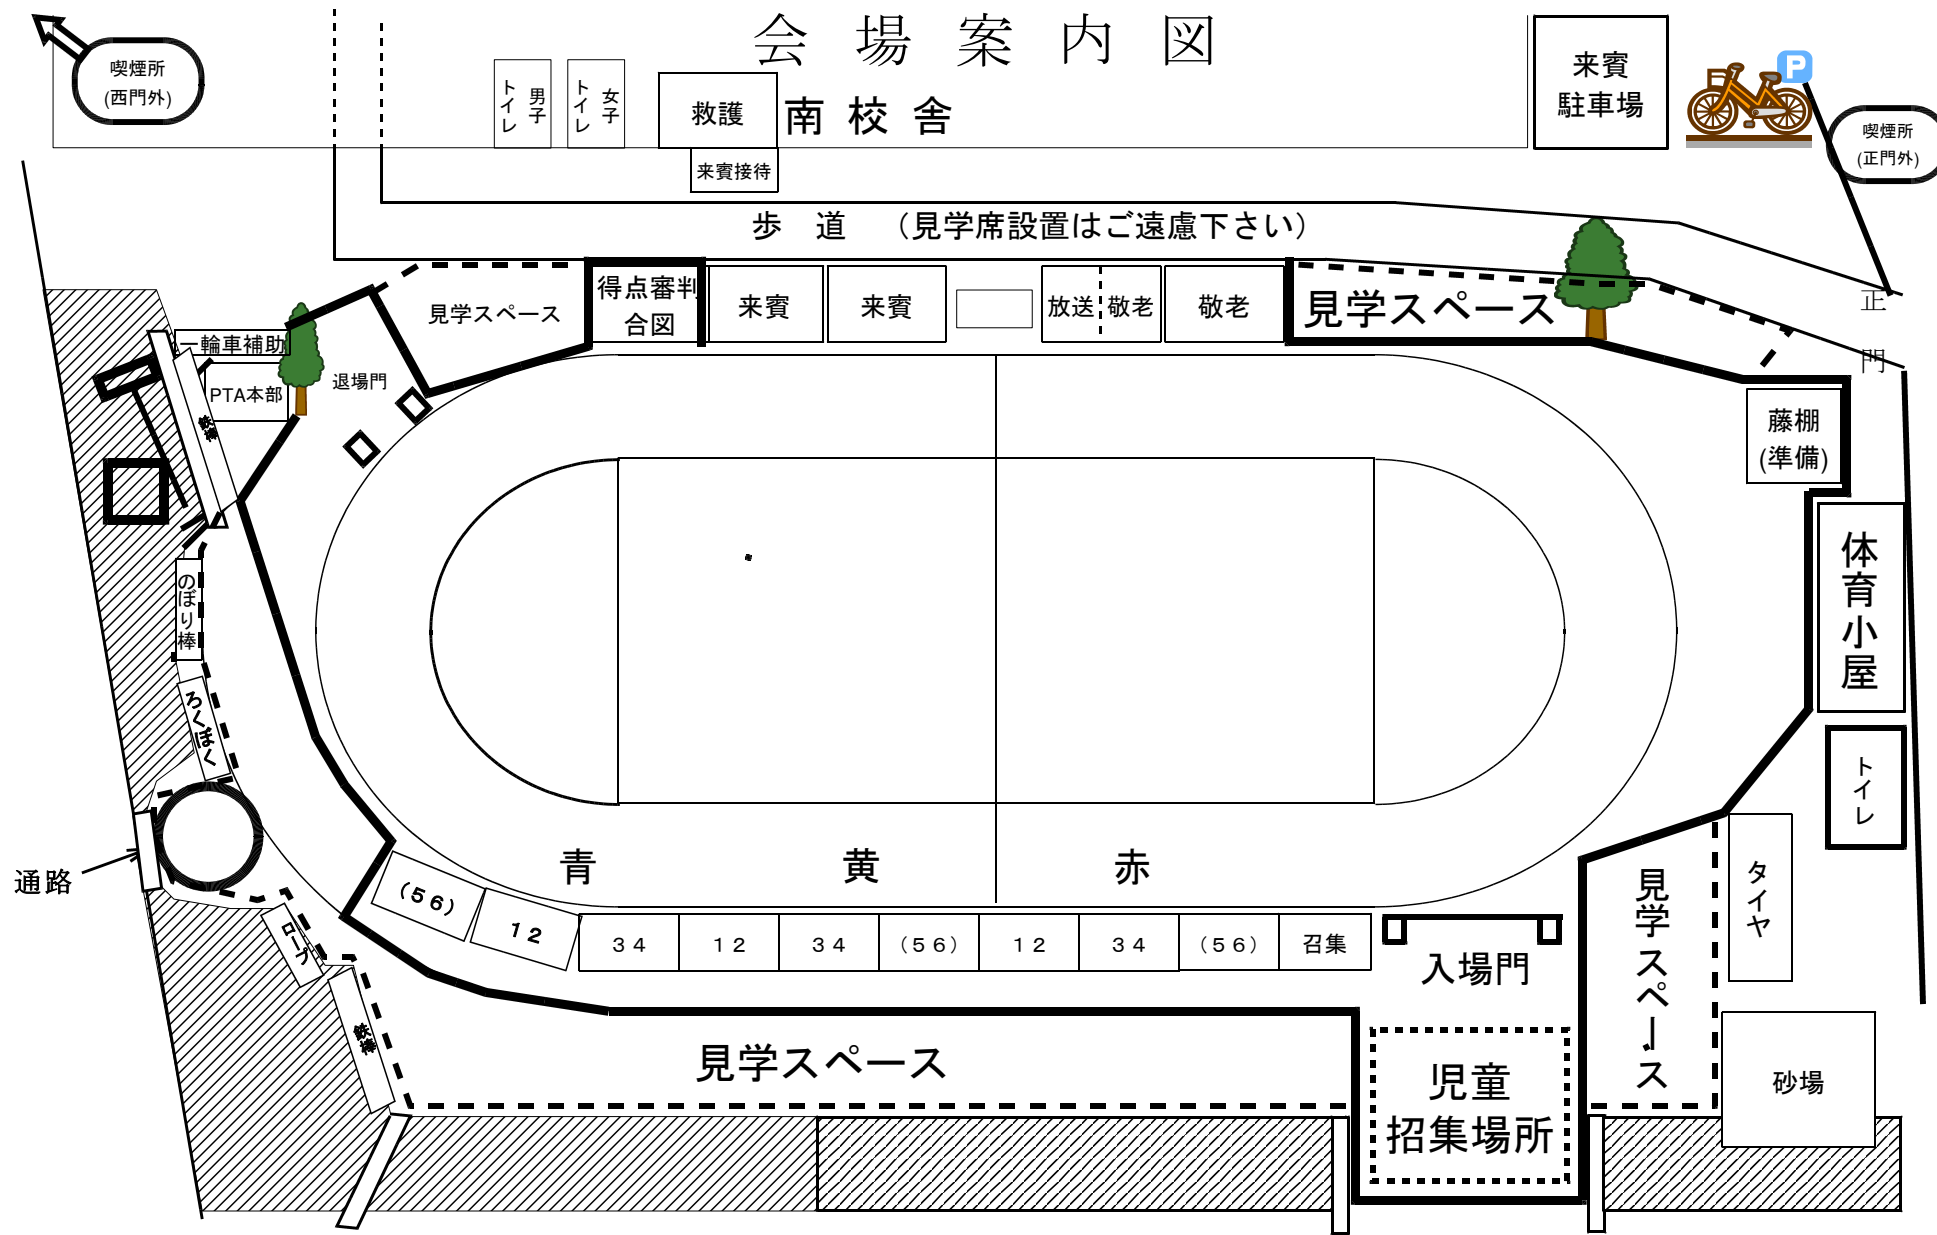 会場案内図
喫煙所
(西門外)
男子
トイレ
女子
トイレ
救護
南校舎
来賓接待
来賓
駐車場
P
喫煙所
(正門外)
歩　道　（見学席設置はご遠慮下さい）
正門
見学スペース
得点審判
合図
来賓
来賓
放送
敬老
敬老
見学スペース
一輪車補助
PTA本部
退場門
鉄棒
藤棚
(準備)
体育小屋
のぼり棒
ろくぼく
トイレ
通路
青
黄
赤
タイヤ
見学スペース
（５６）
１２
３４
１２
３４
（５６）
１２
３４
（５６）
召集
入場門
ロープ
鉄棒
見学スペース
児童
招集場所
砂場